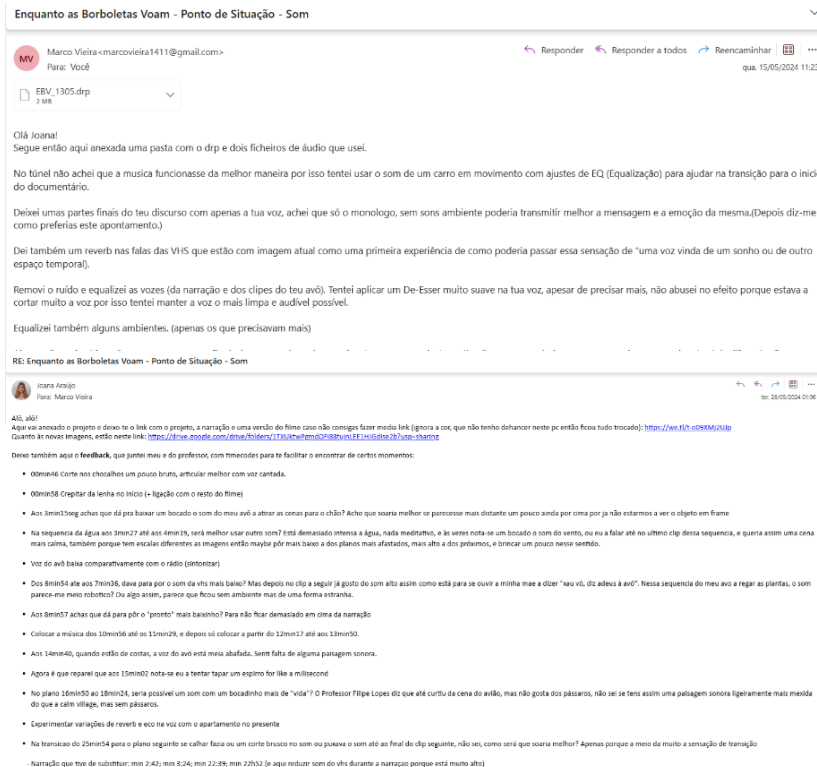 Enquanto as Borboletas Voam - Ponto de Situação - Som
MV
Marco Vieira<marcovieira1411@gmail.com>
Para: Você
Responder
Responder a todos
Reencaminhar
qua. 15/05/2024 11:23
EBV_1305.drp
2 MB
Olá Joana!
Segue então aqui anexada uma pasta com o drp e dois ficheiros de áudio que usei.
No túnel não achei que a musica funcionasse da melhor maneira por isso tentei usar o som de um carro em movimento com ajustes de EQ (Equalização) para ajudar na transição para o inici
do documentário.
Deixei umas partes finais do teu discurso com apenas a tua voz, achei que só o monologo, sem sons ambiente poderia transmitir melhor a mensagem e a emoção da mesma.(Depois diz-me
como preferias este apontamento.)
Dei também um reverb nas falas das VHS que estão com imagem atual como uma primeira experiência de como poderia passar essa sensação de "uma voz vinda de um sonho ou de outro
espaço temporal).
Removi o ruído e equalizei as vozes (da narração e dos clipes do teu avô). Tentei aplicar um De-Esser muito suave na tua voz, apesar de precisar mais, não abusei no efeito porque estava a
cortar muito a voz por isso tentei manter a voz o mais limpa e audível possível.
Equalizei também alguns ambientes. (apenas os que precisavam mais)
RE: Enquanto as Borboletas Voam - Ponto de Situação - Som
Joana Araújo
Para: Marco Vieira
ter. 28/05/2024 01:06
Alô, alô!
Aqui vai anexado o projeto e deixo-te o link com o projeto, a narração e uma versão do filme caso não consigas fazer media link (ignora a cor, que não tenho dehancer neste pc então ficou tudo trocado):
Quanto às novas imagens, estão neste link:
Deixo também aqui o feedback, que juntei meu e do professor, com timecodes para te facilitar o encontrar de certos momentos:
• 00min46 Corte nos chocalhos um pouco bruto, articular melhor com voz cantada.
• 00min58 Crepitar da lenha no início (+ ligação com o resto do filme)
• Aos 3min15seg achas que dá pra baixar um bocado o som do meu avô a atirar as cenas para o chão? Acho que soaria melhor se parecesse mais distante um pouco ainda por cima por ja não estarmos a ver o objeto em frame
• Na sequencia da água aos 3min27 até aos 4min19, será melhor usar outro som? Está demasiado intensa a água, nada meditativo, e às vezes nota-se um bocado o som do vento, ou eu a falar até no ultimo clip dessa sequencia, e queria assim uma cena
mais calma, também porque tem escalas diferentes as imagens então maybe pôr mais baixo a dos planos mais afastados, mais alto a dos próximos, e brincar um pouco nesse sentido.
• Voz do avô baixa comparativamente com o rádio (sintonizar)
• Dos 6min54 ate aos 7min36, dava para por o som da vhs mais baixo? Mas depois no clip a seguir já gosto do som alto assim como está para se ouvir a minha mae a dizer "xau vó, diz adeus à avó". Nessa sequencia do meu avo a regar as plantas, o som
parece-me meio robotico? Ou algo assim, parece que ficou sem ambiente mas de uma forma estranha.
• Aos 8min57 achas que dá para pôr o "pronto" mais baixinho? Para não ficar demasiado em cima da narração
• Colocar a música dos 10min56 até os 11min29, e depois só colocar a partir do 12min17 até aos 13min50.
• Aos 14min40, quando estão de costas, a voz do avó está meia abafada. Senti falta de alguma paisagem sonora.
• Agora é que reparei que aos 15min02 nota-se eu a tentar tapar um espirro for like a milisecond
• No plano 16min50 ao 18min24, seria possível um som com um bocadinho mais de "vida"? O Professor Filipe Lopes diz que até curtiu da cena do avião, mas não gosta dos pássaros, não sei se tens assim uma paisagem sonora ligeiramente mais mexida
do que a calm village, mas sem pássaros.
• Experimentar variações de reverb e eco na voz com o apartamento no presente
• Na transicao do 25min54 para o plano seguinte se calhar fazia ou um corte brusco no som ou puxava o som até ao final do clip seguinte, não sei, como será que soaria melhor? Apenas porque a meio da muito a sensação de transição
- Narração que tive de substituir: min 2:42; min 3:24; min 22:39; min 22h52 (e aqui reduzir som do vhs durante a narraçao porque está muito alto)